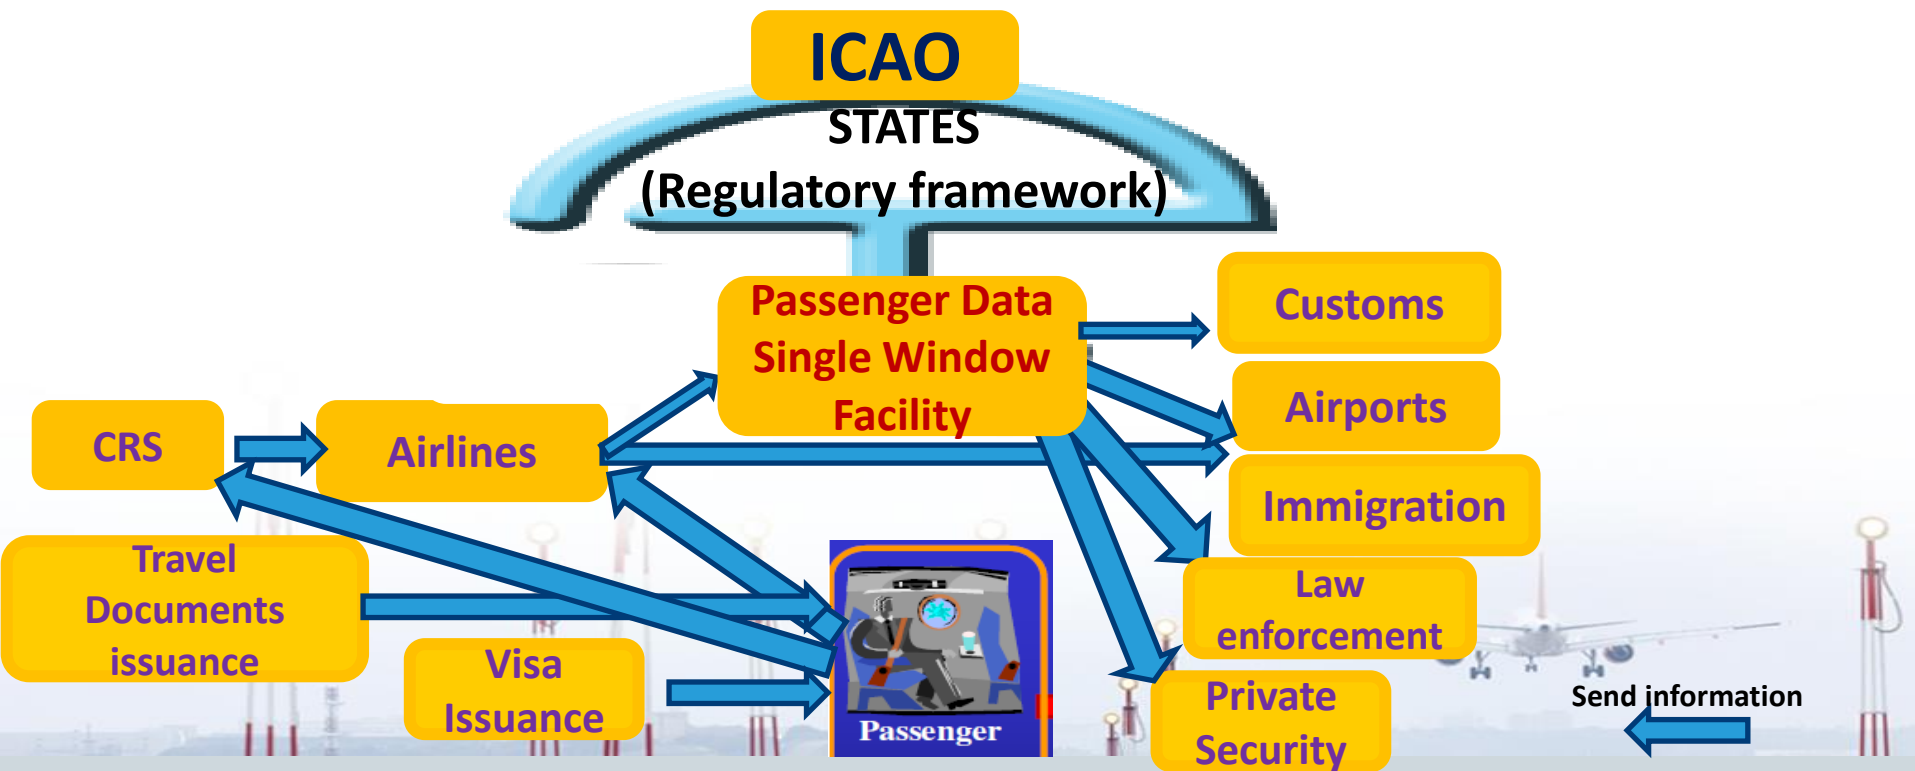 ICAO
STATES
(Regulatory framework)
Passenger Data
Single Window
Facility
Customs
Airports
CRS
Airlines
Immigration
Travel
Documents
issuance
Visa
Issuance
Passenger
Law
enforcement
Private
Security
Send information